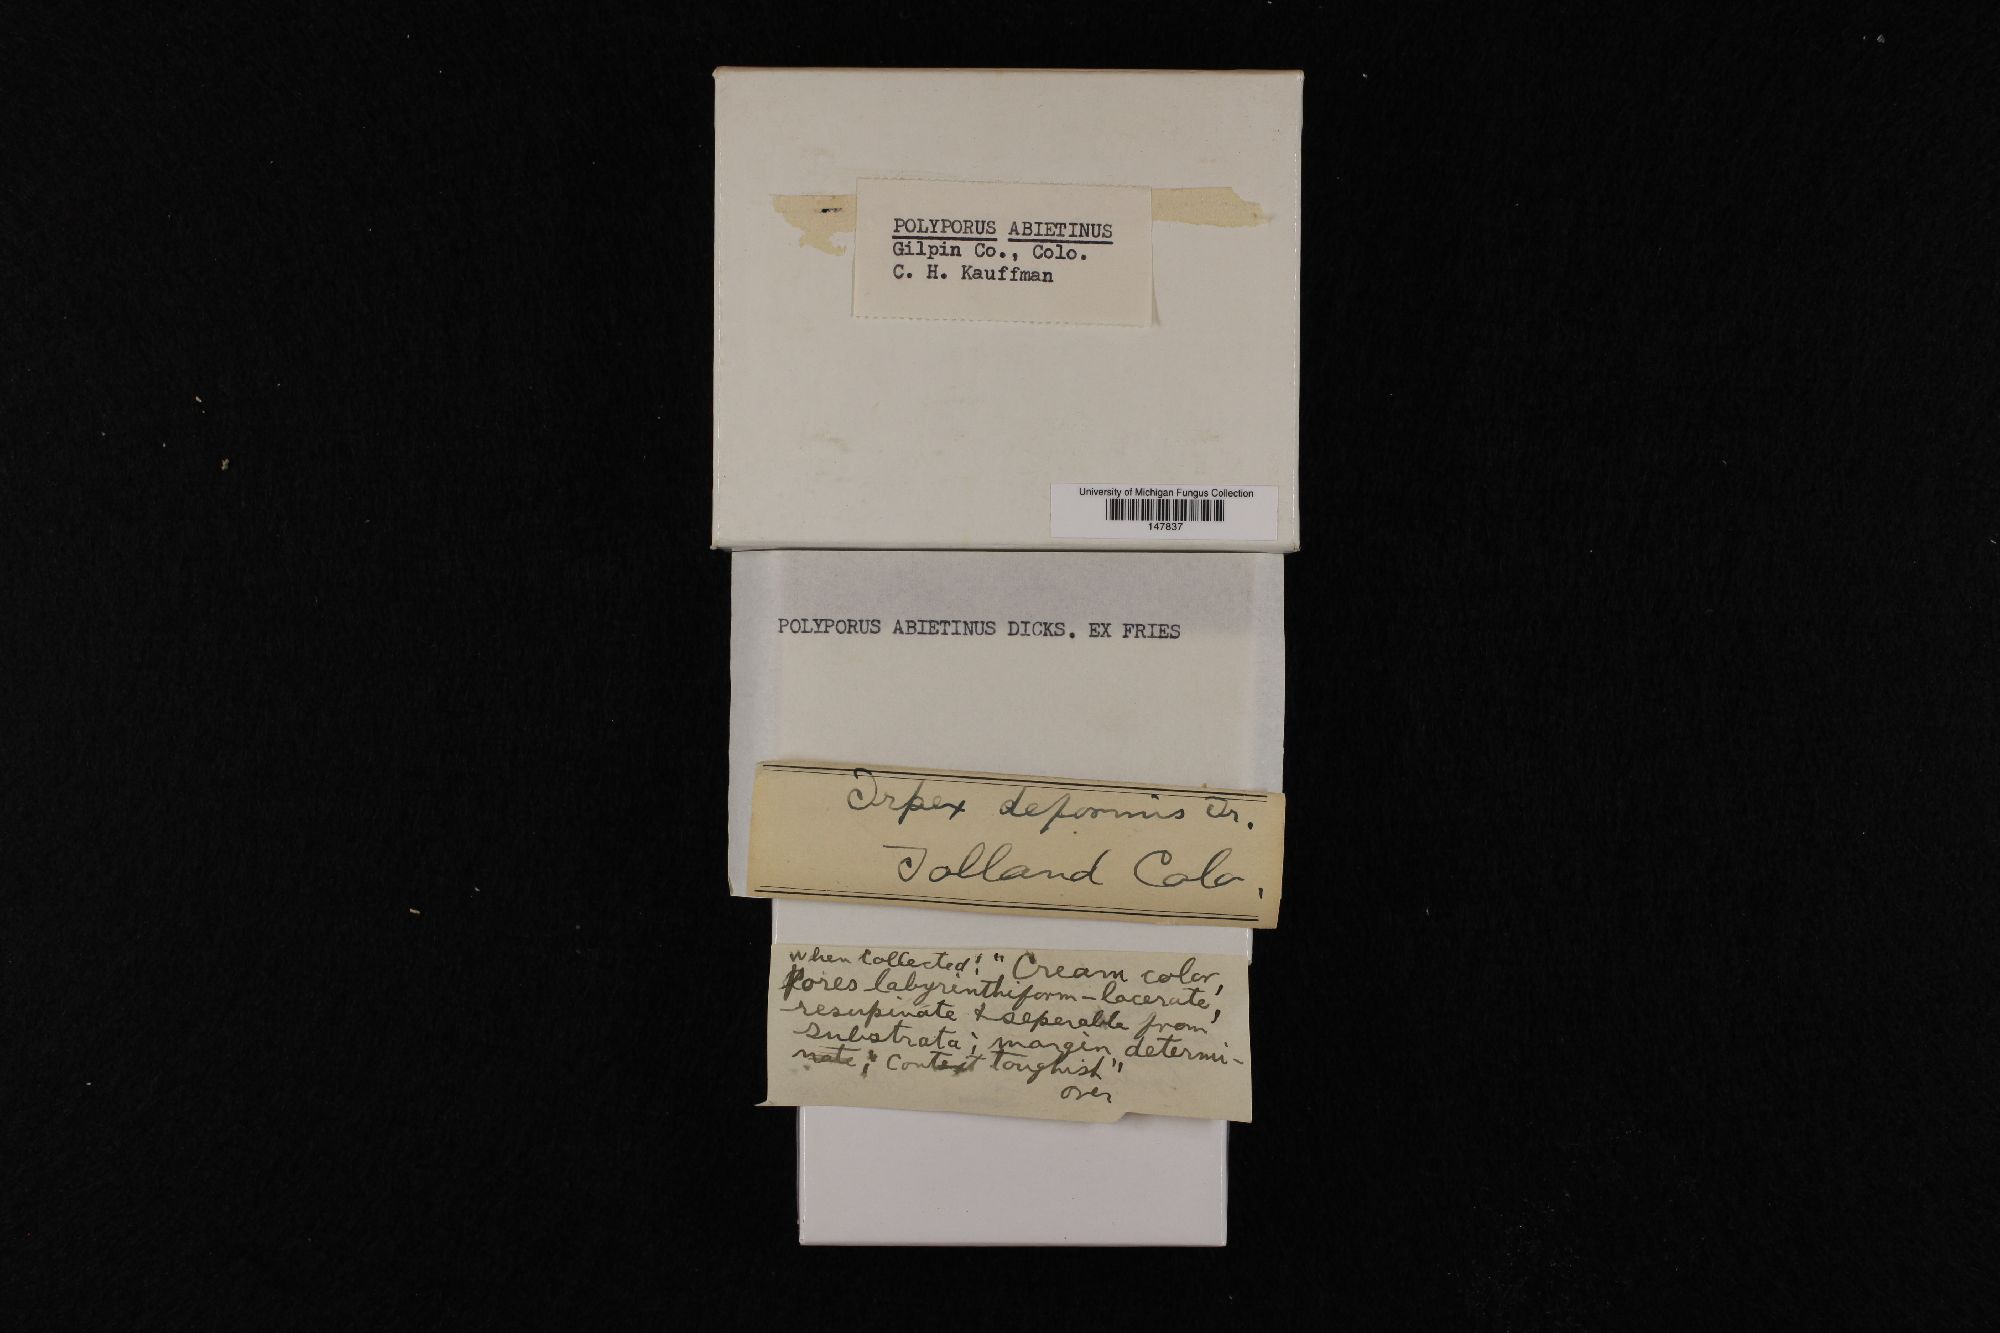 POLYPORUS ABIETINUS
Gilpin Co., Colo.
C. H. Kauffman
University of Michigan Fungus Collection
147837
POLYPORUS ABIETINUS DICKS. EX FRIES
Irpex deformis Fr.
Tolland Colo.
when collected: "Cream color,
Pores labyrinthiform-lacerate,
resupinate & seperable from
substrata; margin determi-
nate; Context toughish"
over